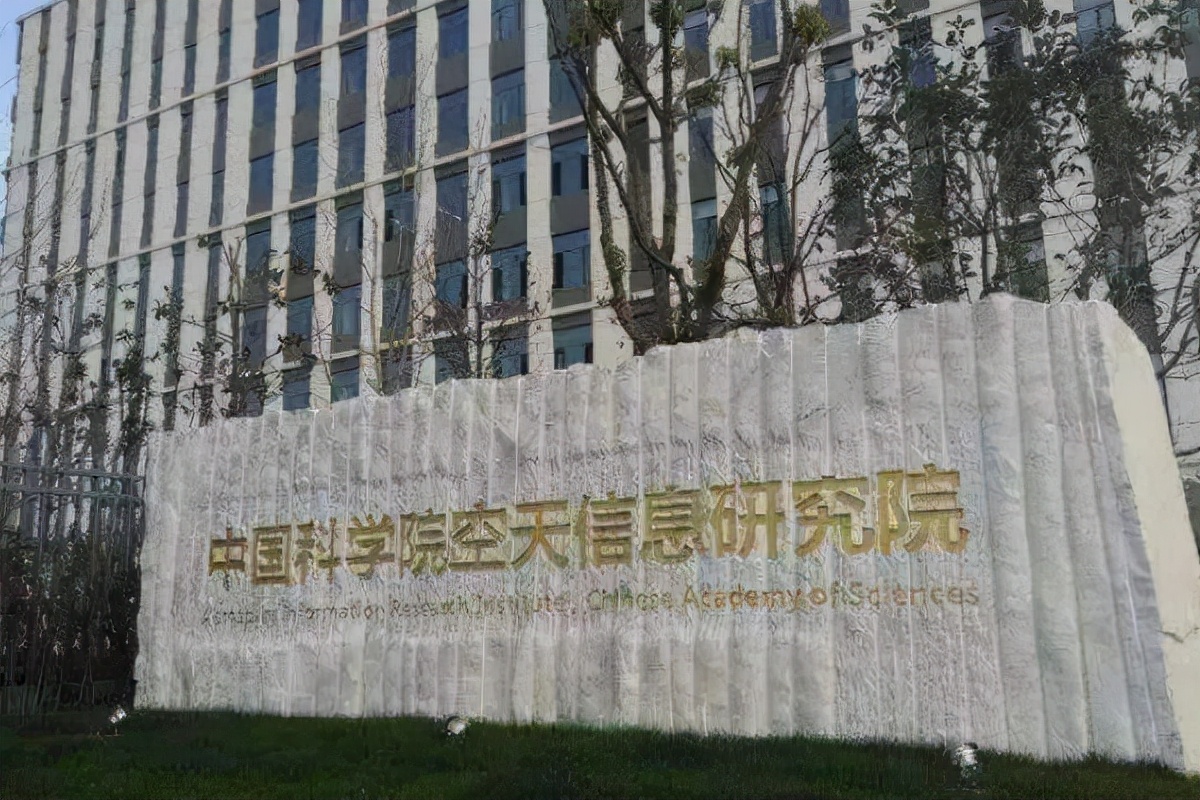 中国科学院空天信息研究院
Information Research Institute, Chinese Academy of Sciences